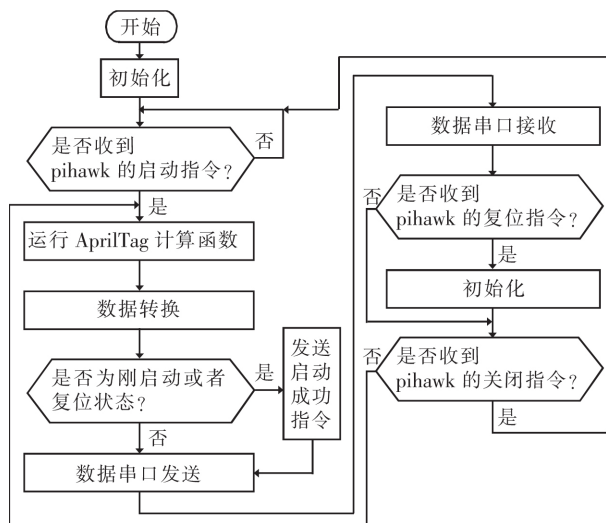 开始
初始化
是否收到
pihawk 的启动指令？
否
是
运行 AprilTag 计算函数
数据转换
是否为刚启动或者
复位状态？
是
发送
启动
成功
指令
否
数据串口发送
数据串口接收
是否收到
pihawk 的复位指令？
否
是
初始化
是否收到
pihawk 的关闭指令？
否
是